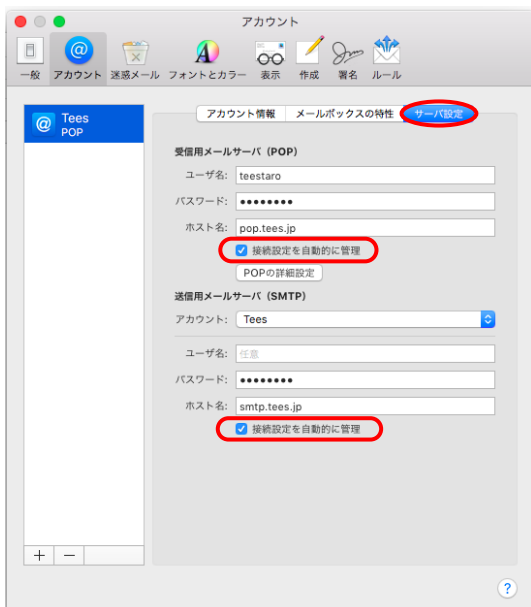 アカウント
一般 アカウント 迷惑メール フォントとカラー 表示 作成 署名 ルール
Tees
POP
アカウント情報 メールボックスの特性 サーバ設定
受信用メールサーバ（POP）
ユーザ名: teestaro
パスワード: ●●●●●●●●
ホスト名: pop.tees.jp
接続設定を自動的に管理
POPの詳細設定
送信用メールサーバ（SMTP）
アカウント: Tees
ユーザ名: 任意
パスワード: ●●●●●●●●
ホスト名: smtp.tees.jp
接続設定を自動的に管理
+ −
?